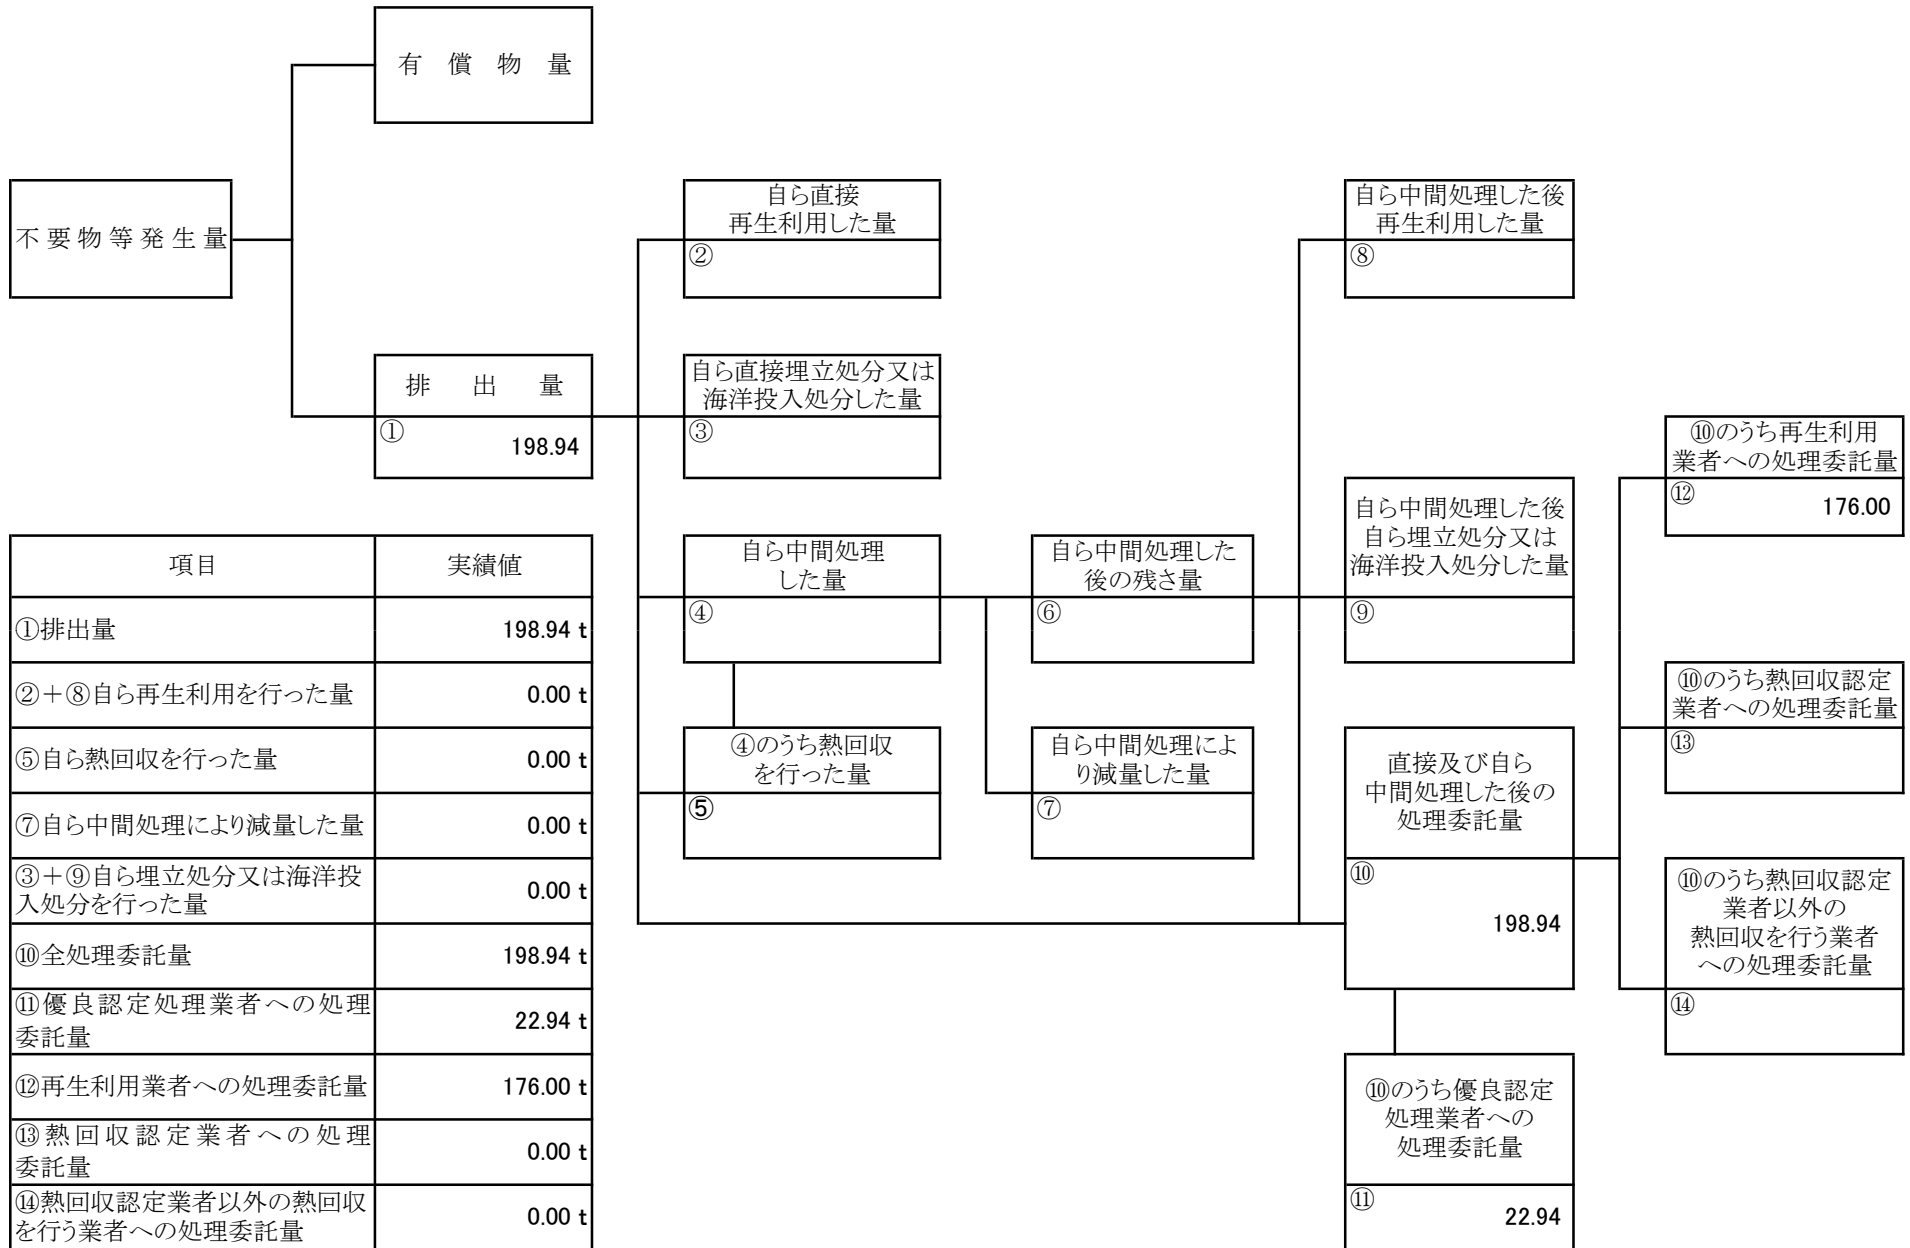 有償物量
不要物等発生量
自ら直接
再生利用した量
②
自ら中間処理した後
再生利用した量
⑧
排出量
①
198.94
自ら直接埋立処分又は
海洋投入処分した量
③
⑩のうち再生利用
業者への処理委託量
⑫
176.00
自ら中間処理した後
自ら埋立処分又は
海洋投入処分した量
⑨
自ら中間処理
した量
④
自ら中間処理した
後の残さ量
⑥
⑩のうち熱回収認定
業者への処理委託量
⑬
④のうち熱回収
を行った量
⑤
自ら中間処理によ
り減量した量
⑦
直接及び自ら
中間処理した後の
処理委託量
⑩
198.94
⑩のうち熱回収認定
業者以外の
熱回収を行う業者
への処理委託量
⑭
⑩のうち優良認定
処理業者への
処理委託量
⑪
22.94
項目 実績値
①排出量 198.94 t
②+⑧自ら再生利用を行った量 0.00 t
⑤自ら熱回収を行った量 0.00 t
⑦自ら中間処理により減量した量 0.00 t
③+⑨自ら埋立処分又は海洋投
入処分を行った量 0.00 t
⑩全処理委託量 198.94 t
⑪優良認定処理業者への処理
委託量 22.94 t
⑫再生利用業者への処理委託量 176.00 t
⑬熱回収認定業者への処理
委託量 0.00 t
⑭熱回収認定業者以外の熱回収
を行う業者への処理委託量 0.00 t